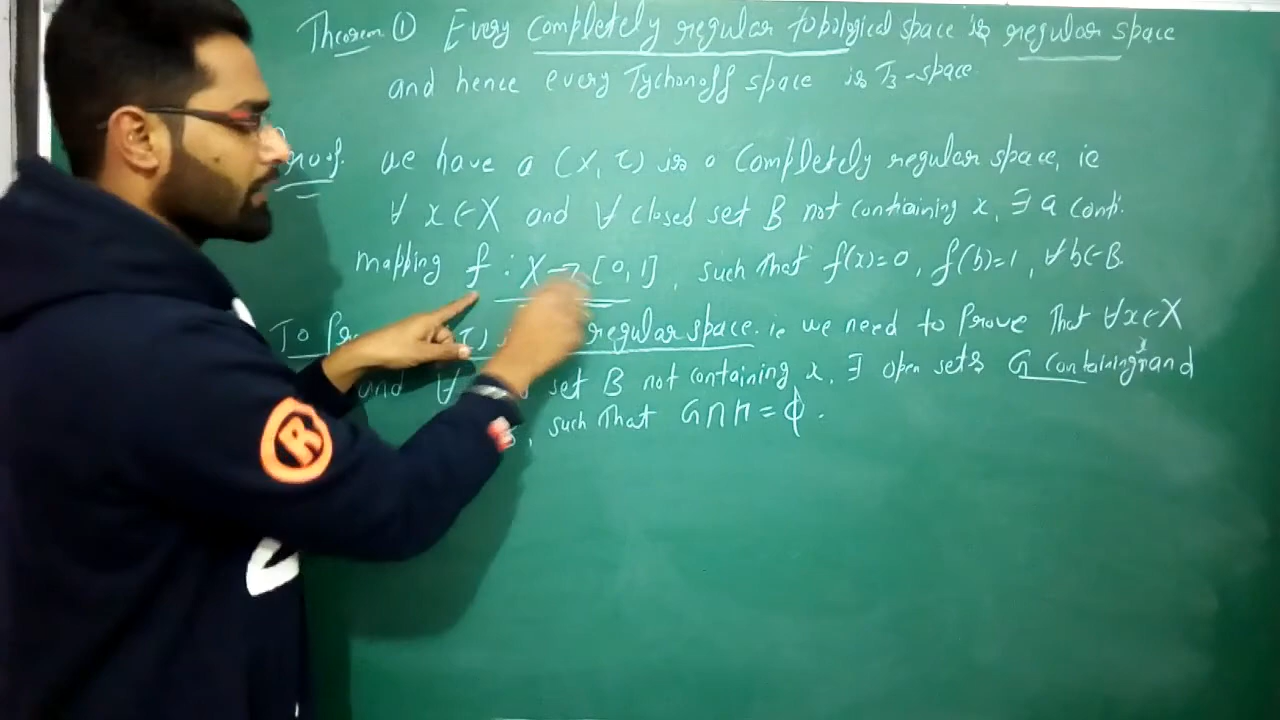 Theorem ① Every Completely regular topological space is regular space
and hence every Tychonoff space is T₃-space
Proof. we have a (X, τ) is a Completely regular space, ie
∀ x ∈ X and ∀ closed set B not containing x, ∃ a conti.
mapping f : X → [0, 1], such that f(x)=0, f(b)=1, ∀ b ∈ B.
To τ) regular space. ie we need to Prove That ∀ x ∈ X
and ∀ set B not containing x, ∃ open sets G containing x and
, such that G ∩ H = ϕ.
R